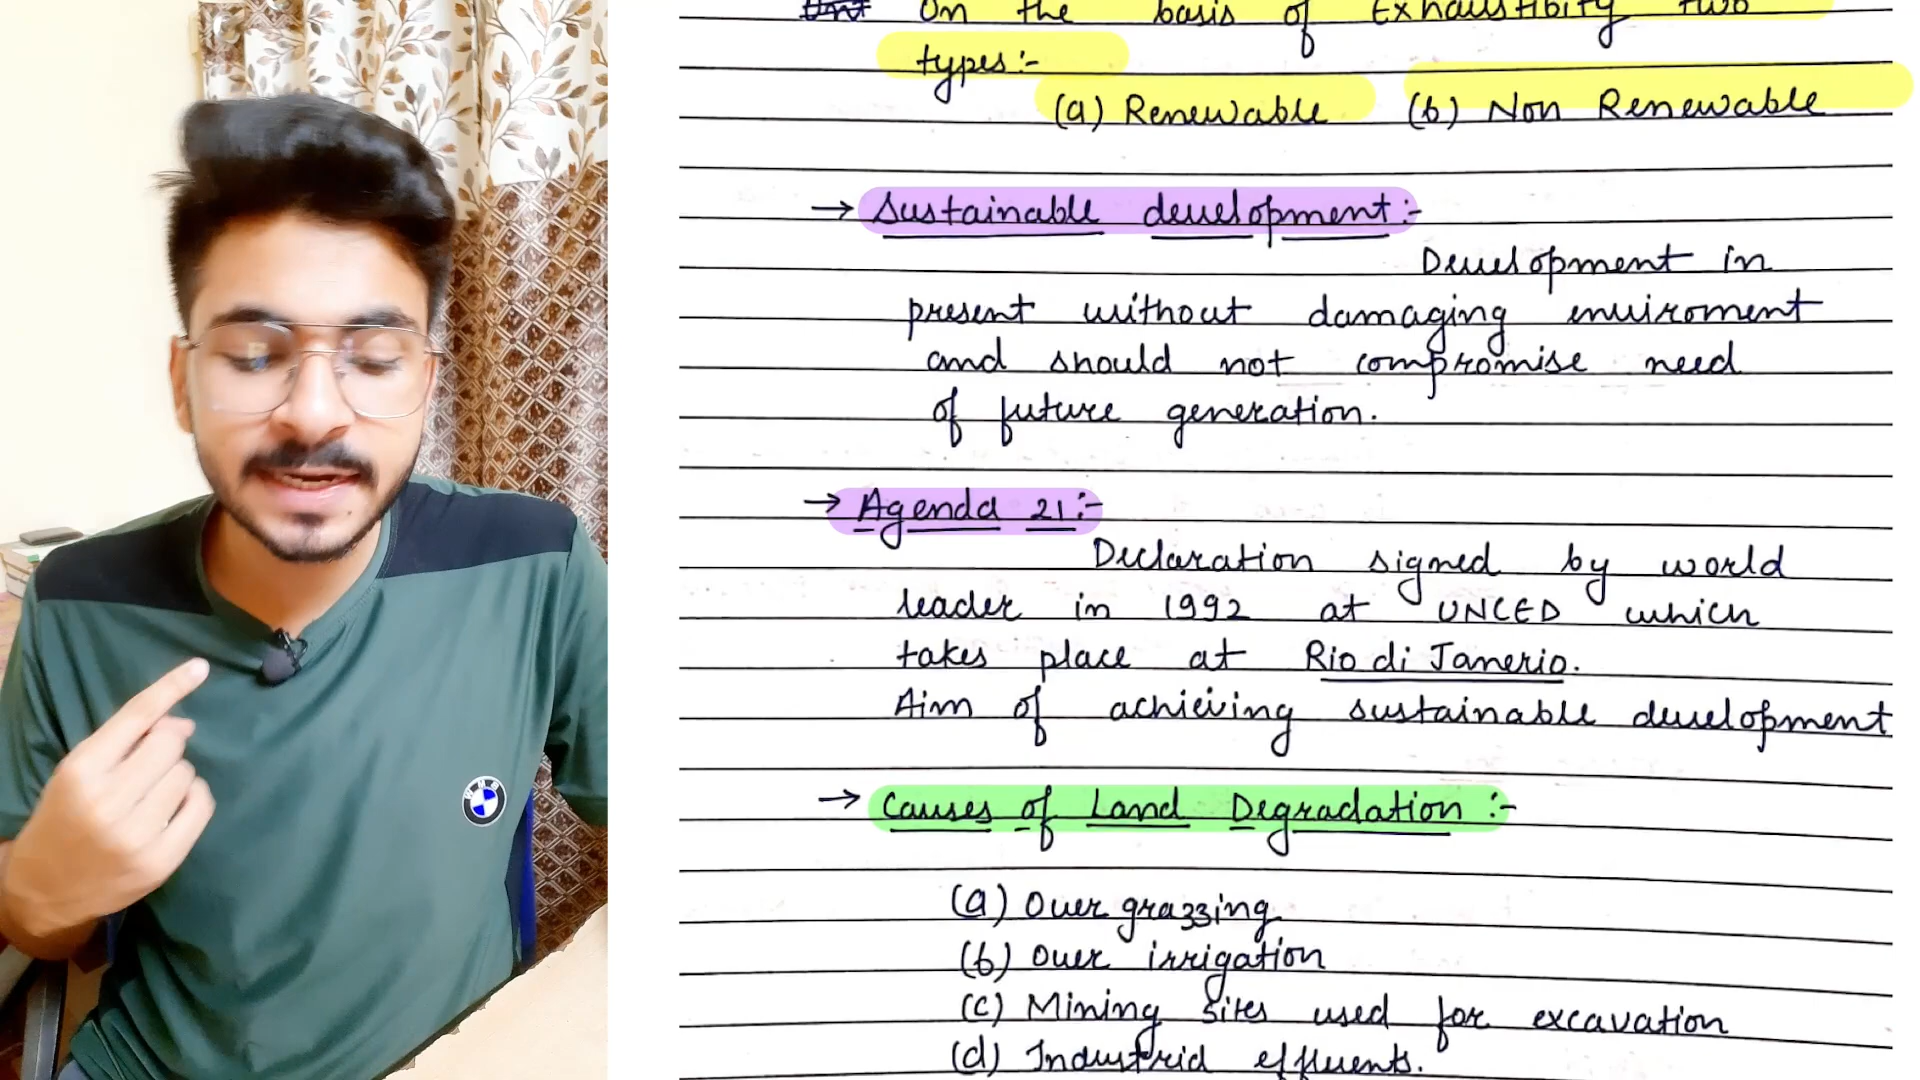 On the basis of Exhaustibity two
types:-
(a) Renewable (b) Non Renewable
→ Sustainable development:-
Development in
present without damaging enviroment
and should not compromise need
of future generation.
→ Agenda 21:-
Declaration signed by world
leader in 1992 at UNCED which
takes place at Rio di Janerio.
Aim of achieving sustainable development
→ Causes of Land Degradation :-
(a) Over grazzing
(b) Over irrigation
(c) Mining sites used for excavation
(d) Industrid effluents.
BMW